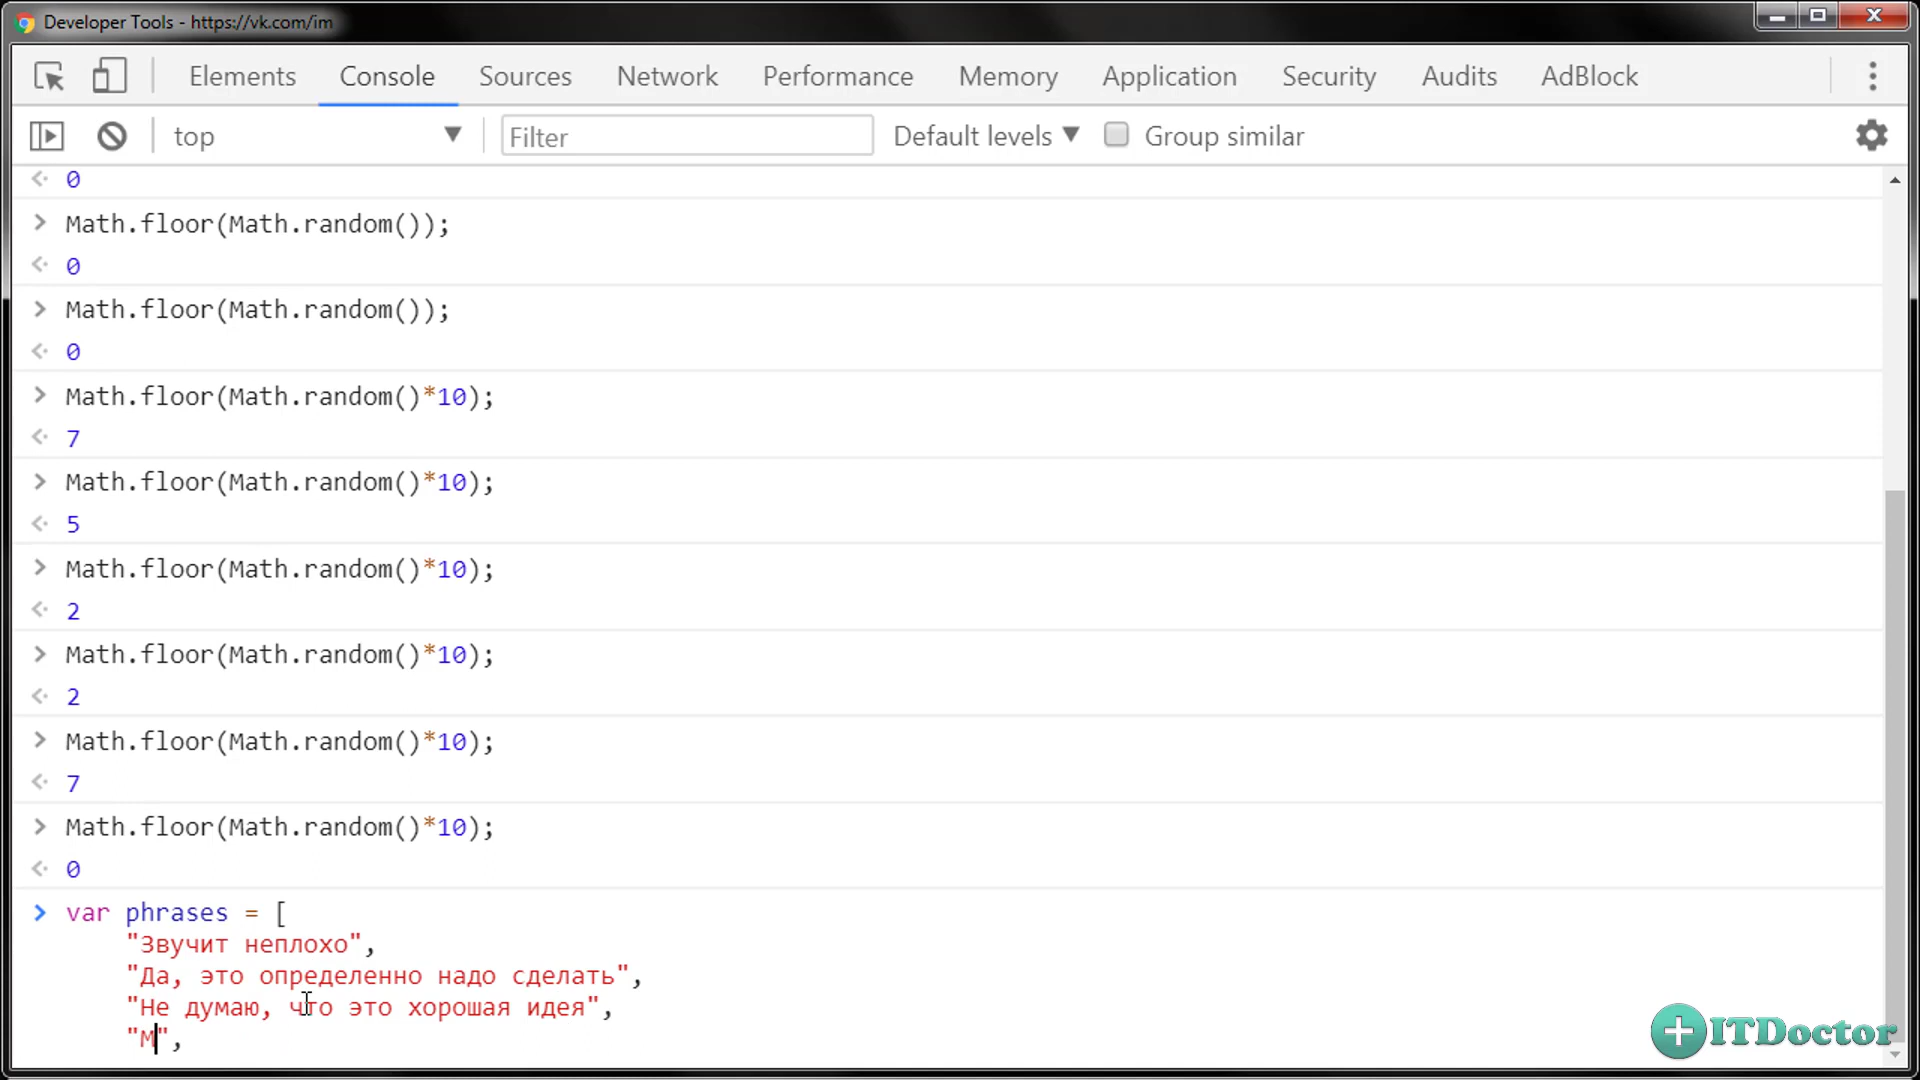 Developer Tools - https://vk.com/im
Elements Console Sources Network Performance Memory Application Security Audits AdBlock
top Filter Default levels Group similar
0
Math.floor(Math.random());
0
Math.floor(Math.random());
0
Math.floor(Math.random()*10);
7
Math.floor(Math.random()*10);
5
Math.floor(Math.random()*10);
2
Math.floor(Math.random()*10);
2
Math.floor(Math.random()*10);
7
Math.floor(Math.random()*10);
0
var phrases = [
"Звучит неплохо",
"Да, это определенно надо сделать",
"Не думаю, что это хорошая идея",
"М",
ITDoctor